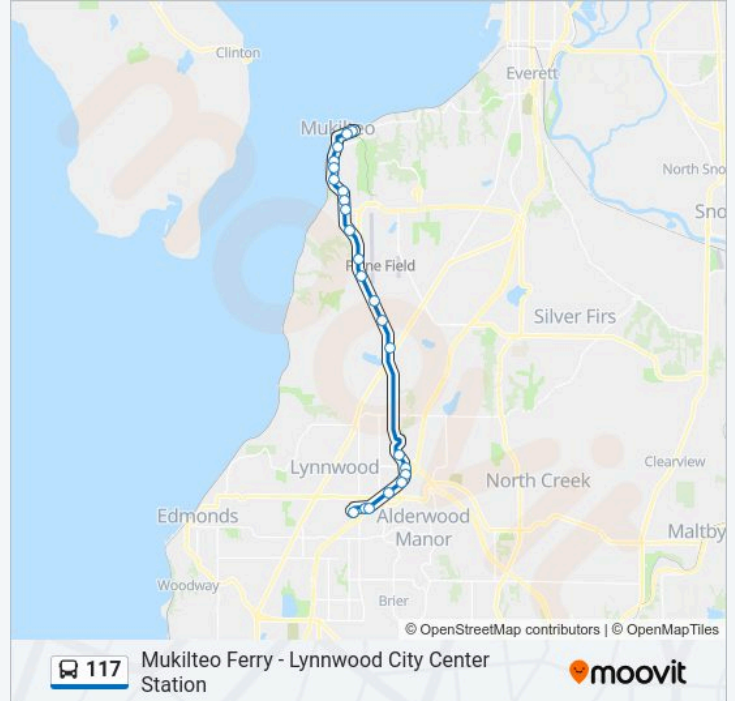 Clinton
Everett
Mukilteo
North Sno
Sno
Paine Field
Silver Firs
Lynnwood
Clearview
North Creek
Edmonds
Alderwood
Manor
Maltby
Woodway
Brier
© OpenStreetMap contributors | © OpenMapTiles
117
Mukilteo Ferry - Lynnwood City Center
Station
moovit
moovit